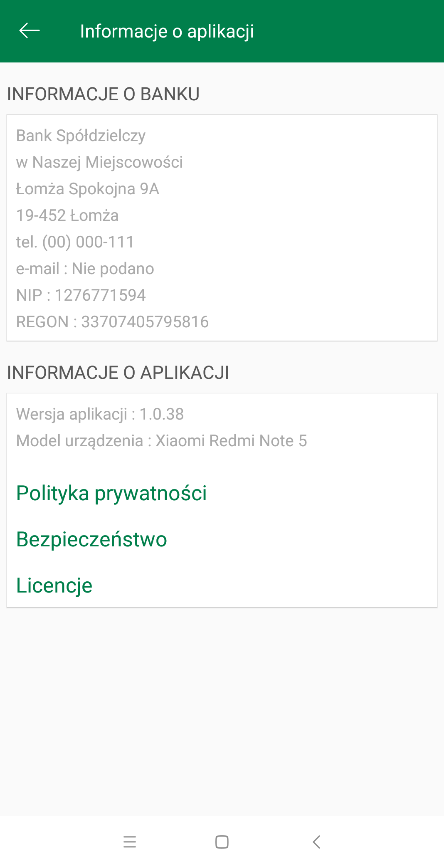 Informacje o aplikacji
INFORMACJE O BANKU
Bank Spółdzielczy
w Naszej Miejscowości
Łomża Spokojna 9A
19-452 Łomża
tel. (00) 000-111
e-mail : Nie podano
NIP : 1276771594
REGON : 33707405795816
INFORMACJE O APLIKACJI
Wersja aplikacji : 1.0.38
Model urządzenia : Xiaomi Redmi Note 5
Polityka prywatności
Bezpieczeństwo
Licencje